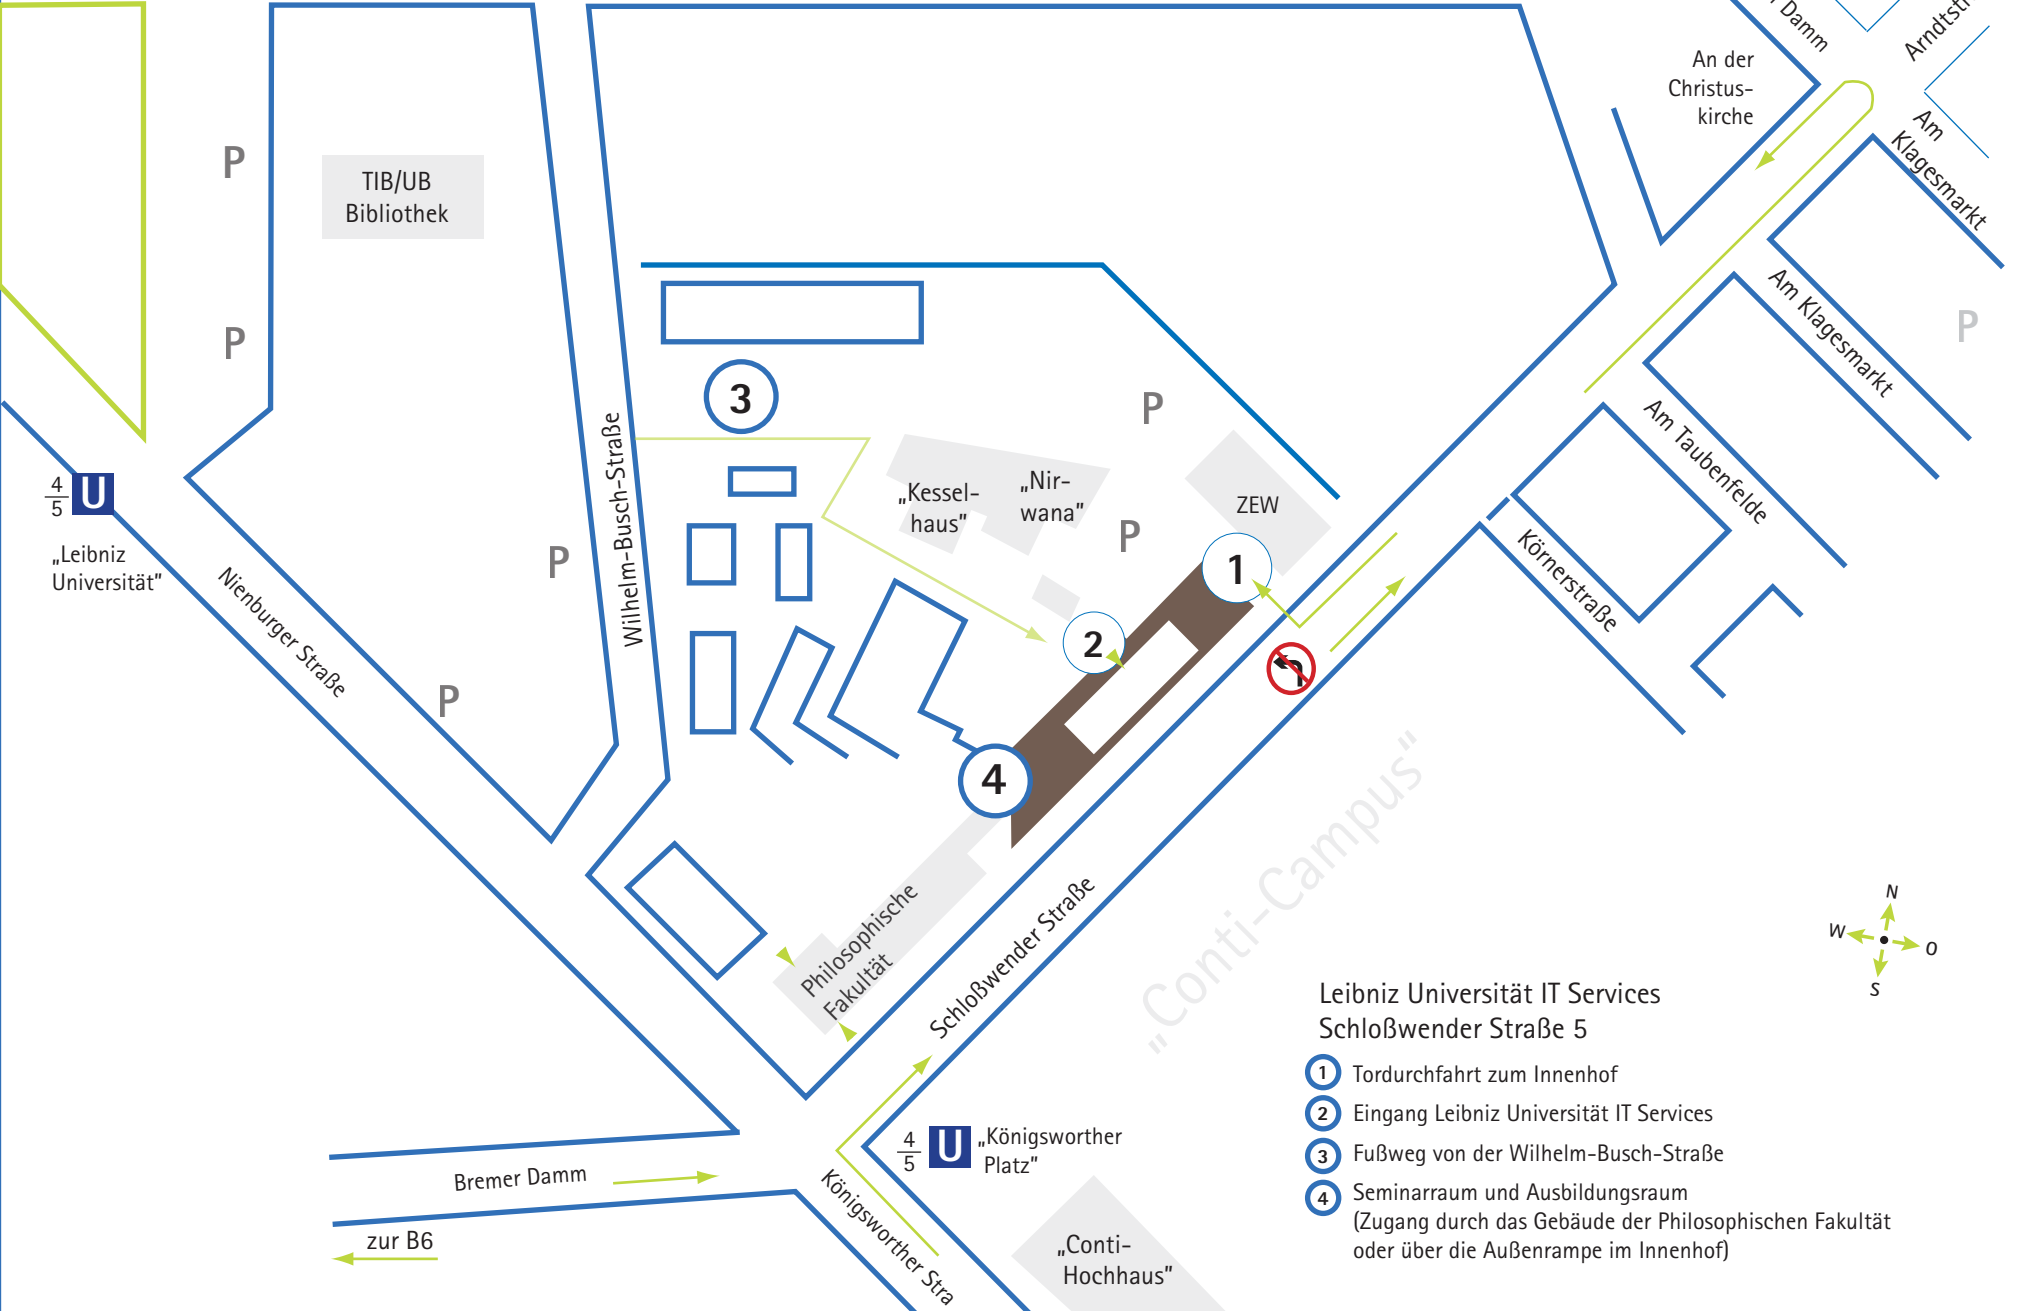 Damm
Arndtst
An der
Christus-
kirche
Am
Klagesmarkt
P
TIB/UB
Bibliothek
P
Am Klagesmarkt
P
3
P
Am Taubenfelde
Wilhelm-Busch-Straße
4
5
U
„Leibniz
Universität"
„Kessel-
haus"
„Nir-
wana"
ZEW
P
P
1
Körnerstraße
Nienburger Straße
2
P
4
„Conti-Campus"
Philosophische
Fakultät
Schloßwender Straße
N
W
O
S
Leibniz Universität IT Services
Schloßwender Straße 5
1 Tordurchfahrt zum Innenhof
2 Eingang Leibniz Universität IT Services
3 Fußweg von der Wilhelm-Busch-Straße
4 Seminarraum und Ausbildungsraum
(Zugang durch das Gebäude der Philosophischen Fakultät
oder über die Außenrampe im Innenhof)
4
5
U
„Königsworther
Platz"
Bremer Damm
zur B6
Königsworther Stra
„Conti-
Hochhaus"